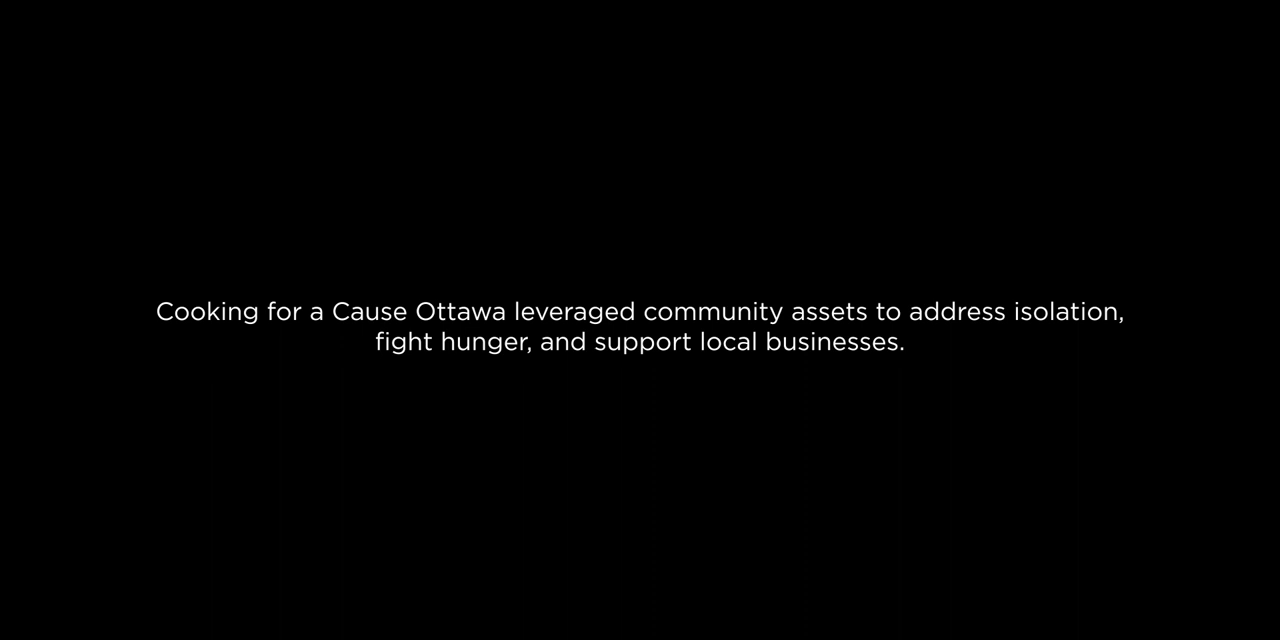 Cooking for a Cause Ottawa leveraged community assets to address isolation,
fight hunger, and support local businesses.